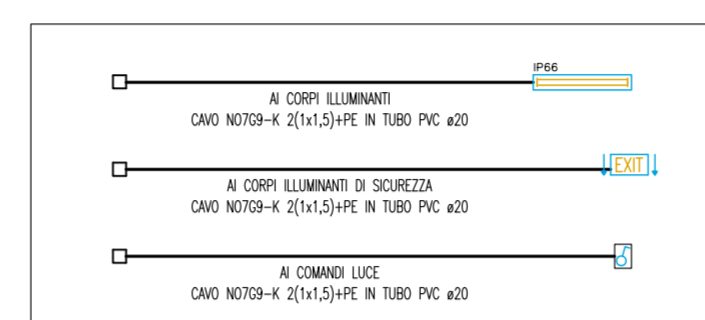 IP66
AI CORPI ILLUMINANTI
CAVO N07G9-K 2(1x1,5)+PE IN TUBO PVC ø20
EXIT
AI CORPI ILLUMINANTI DI SICUREZZA
CAVO N07G9-K 2(1x1,5)+PE IN TUBO PVC ø20
AI COMANDI LUCE
CAVO N07G9-K 2(1x1,5)+PE IN TUBO PVC ø20